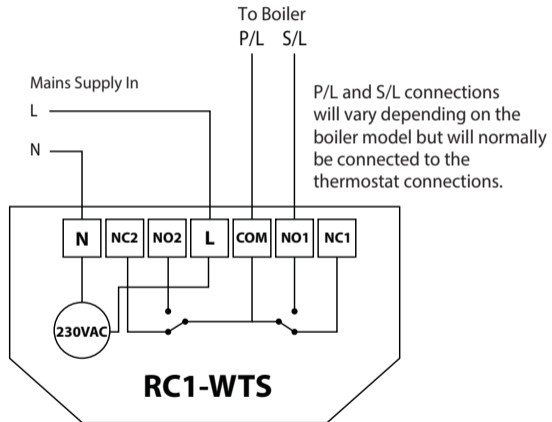 To Boiler
P/L S/L
Mains Supply In
L
N
P/L and S/L connections
will vary depending on the
boiler model but will normally
be connected to the
thermostat connections.
N NC2 NO2 L COM NO1 NC1
230VAC
RC1-WTS